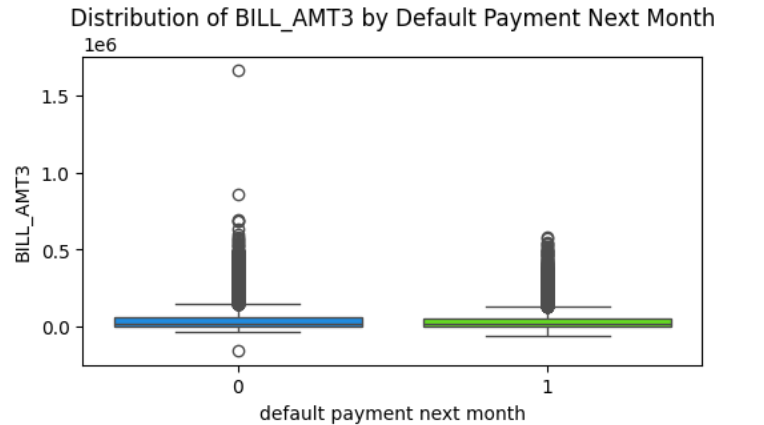 Distribution of BILL_AMT3 by Default Payment Next Month
1e6
1.5
1.0
0.5
0.0
BILL_AMT3
0 1
default payment next month